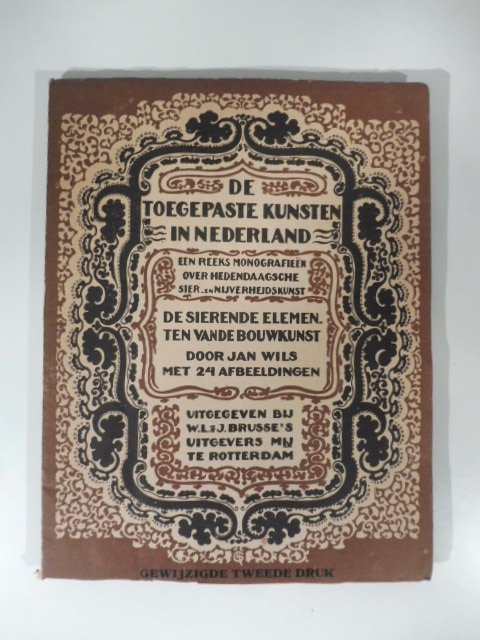 DE
TOEGEPASTE KUNSTEN
IN NEDERLAND
EEN REEKS MONOGRAFIEËN
OVER HEDENDAAGSCHE
SIER- EN NIJVERHEIDSKUNST
DE SIERENDE ELEMEN-
TEN VAN DE BOUWKUNST
DOOR JAN WILS
MET 24 AFBEELDINGEN
UITGEGEVEN BIJ
W.L. & J. BRUSSE'S
UITGEVERS MIJ
TE ROTTERDAM
GEWIJZIGDE TWEEDE DRUK